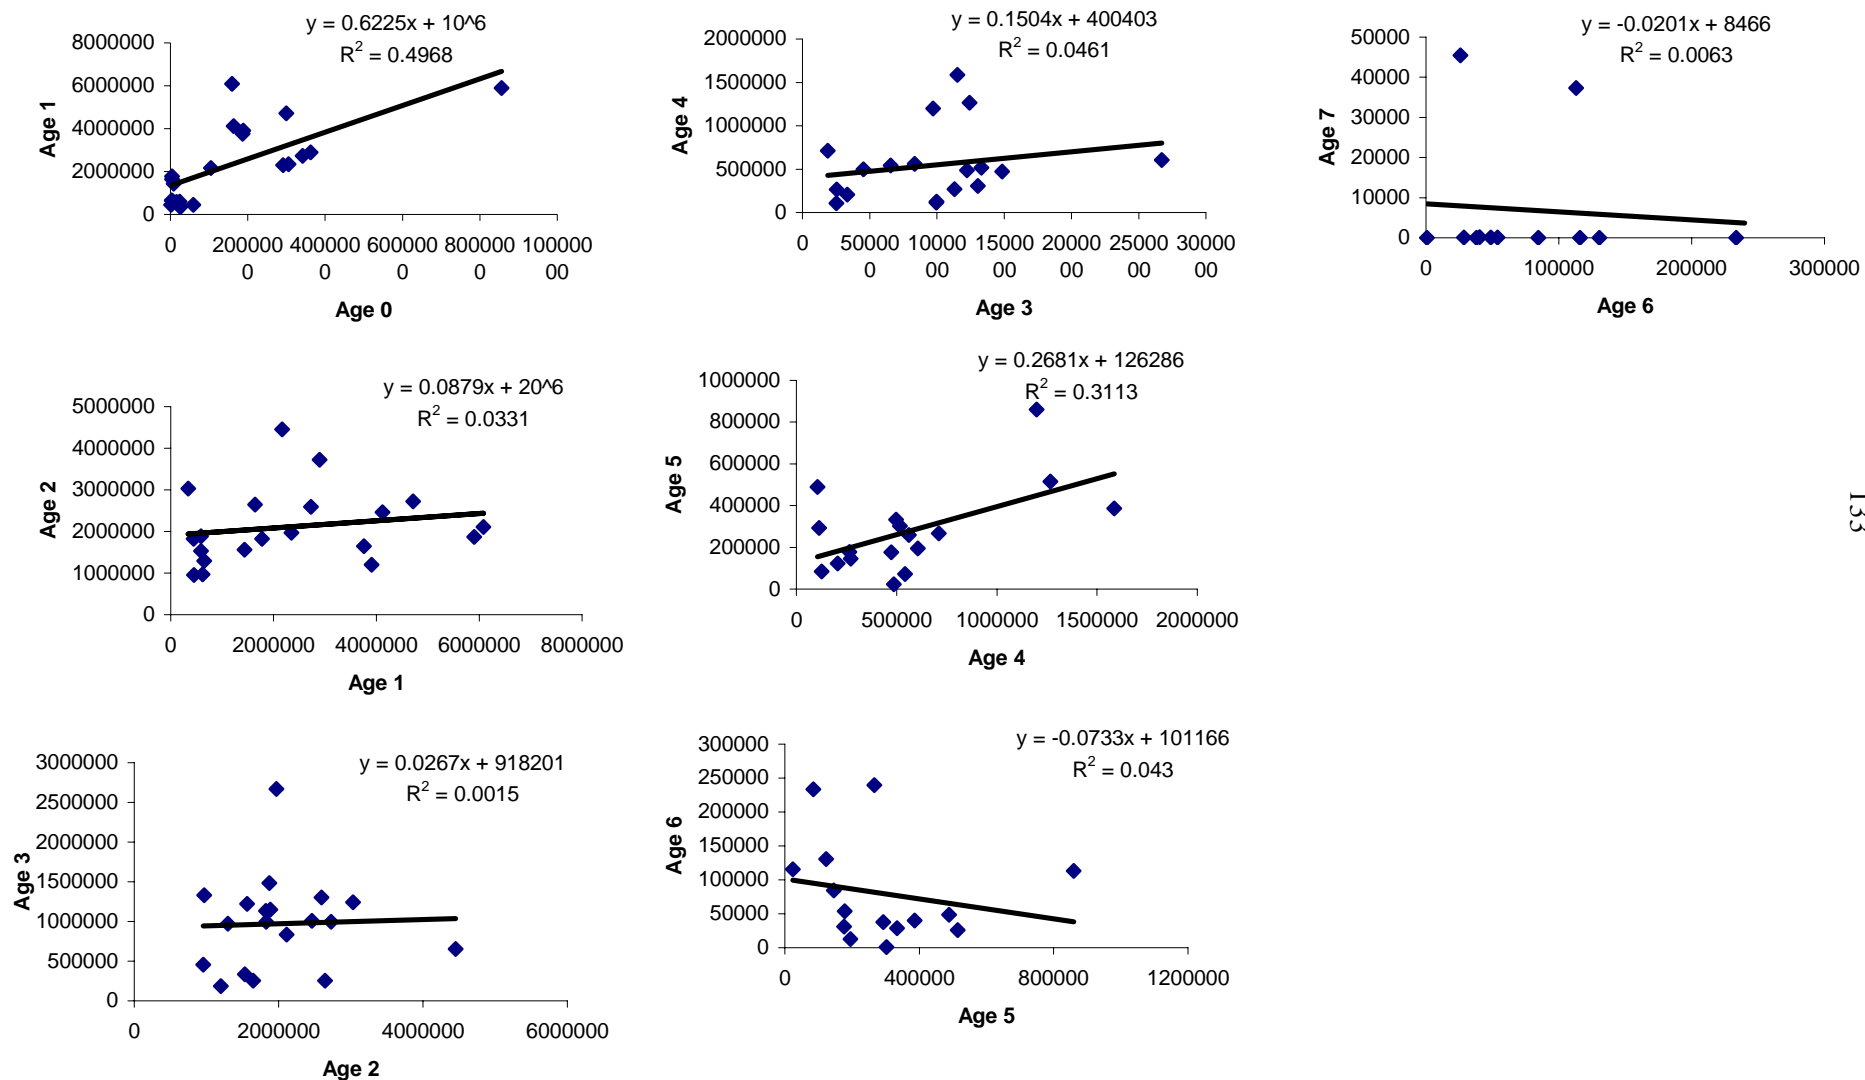 y = 0.6225x + 10^6
R² = 0.4968
8000000
6000000
4000000
2000000
0
Age 1
0 200000 400000 600000 800000 100000
0 0 0 0 00
Age 0
y = 0.1504x + 400403
R² = 0.0461
2000000
1500000
1000000
500000
0
Age 4
0 50000 10000 15000 20000 25000 30000
0 00 00 00 00 00
Age 3
y = -0.0201x + 8466
R² = 0.0063
50000
40000
30000
20000
10000
0
Age 7
0 100000 200000 300000
Age 6
y = 0.0879x + 20^6
R² = 0.0331
5000000
4000000
3000000
2000000
1000000
0
Age 2
0 2000000 4000000 6000000 8000000
Age 1
y = 0.2681x + 126286
R² = 0.3113
1000000
800000
600000
400000
200000
0
Age 5
0 500000 1000000 1500000 2000000
Age 4
133
y = 0.0267x + 918201
R² = 0.0015
3000000
2500000
2000000
1500000
1000000
500000
0
Age 3
0 2000000 4000000 6000000
Age 2
y = -0.0733x + 101166
R² = 0.043
300000
250000
200000
150000
100000
50000
0
Age 6
0 400000 800000 1200000
Age 5